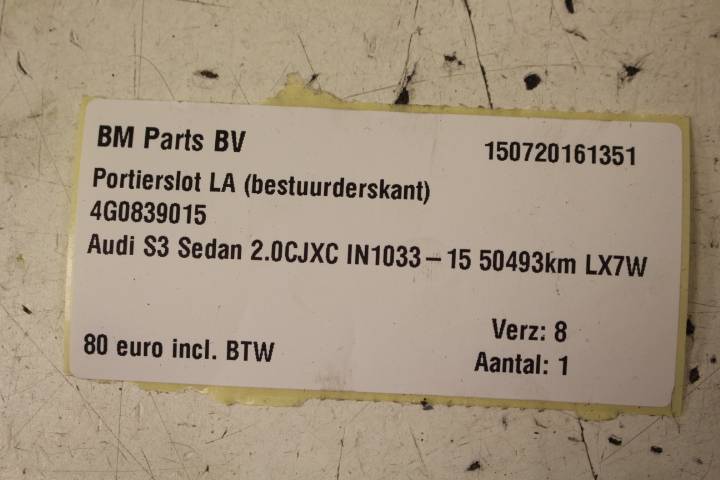 BM Parts BV 150720161351
Portierslot LA (bestuurderskant)
4G0839015
Audi S3 Sedan 2.0CJXC IN1033 – 15 50493km LX7W
Verz: 8
80 euro incl. BTW
Aantal: 1